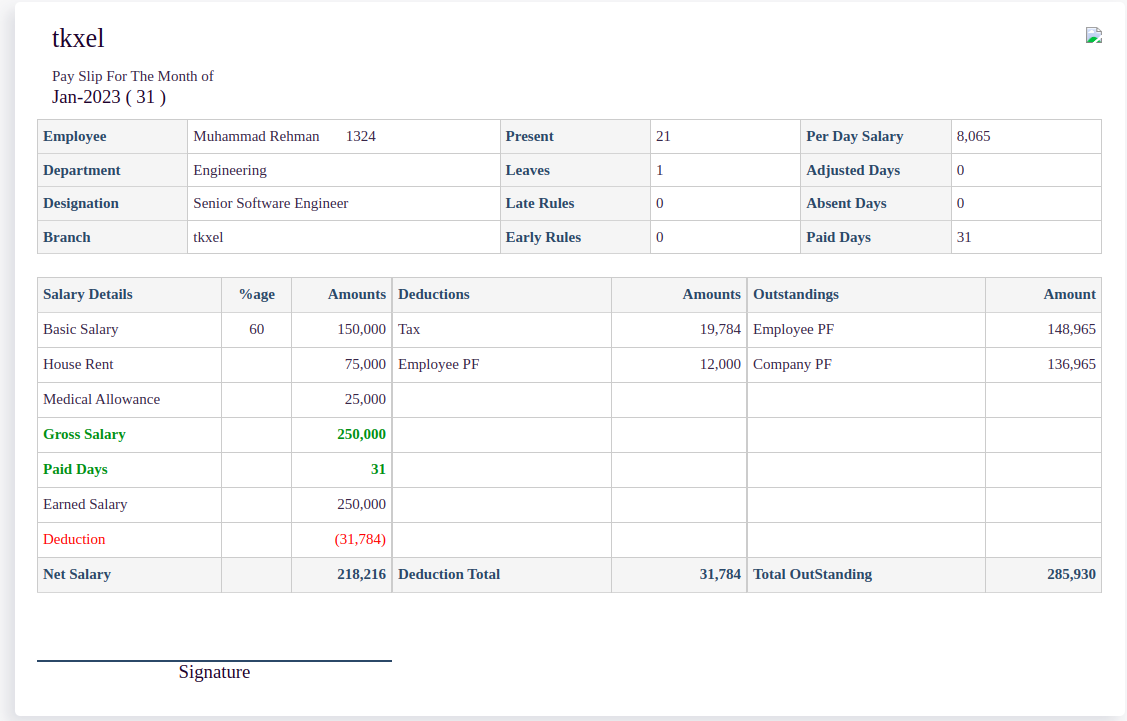 tkxel
Pay Slip For The Month of
Jan-2023 ( 31 )
Employee Muhammad Rehman 1324 Present 21 Per Day Salary 8,065
Department Engineering Leaves 1 Adjusted Days 0
Designation Senior Software Engineer Late Rules 0 Absent Days 0
Branch tkxel Early Rules 0 Paid Days 31
Salary Details %age Amounts Deductions Amounts Outstandings Amount
Basic Salary 60 150,000 Tax 19,784 Employee PF 148,965
House Rent 75,000 Employee PF 12,000 Company PF 136,965
Medical Allowance 25,000
Gross Salary 250,000
Paid Days 31
Earned Salary 250,000
Deduction (31,784)
Net Salary 218,216 Deduction Total 31,784 Total OutStanding 285,930
Signature